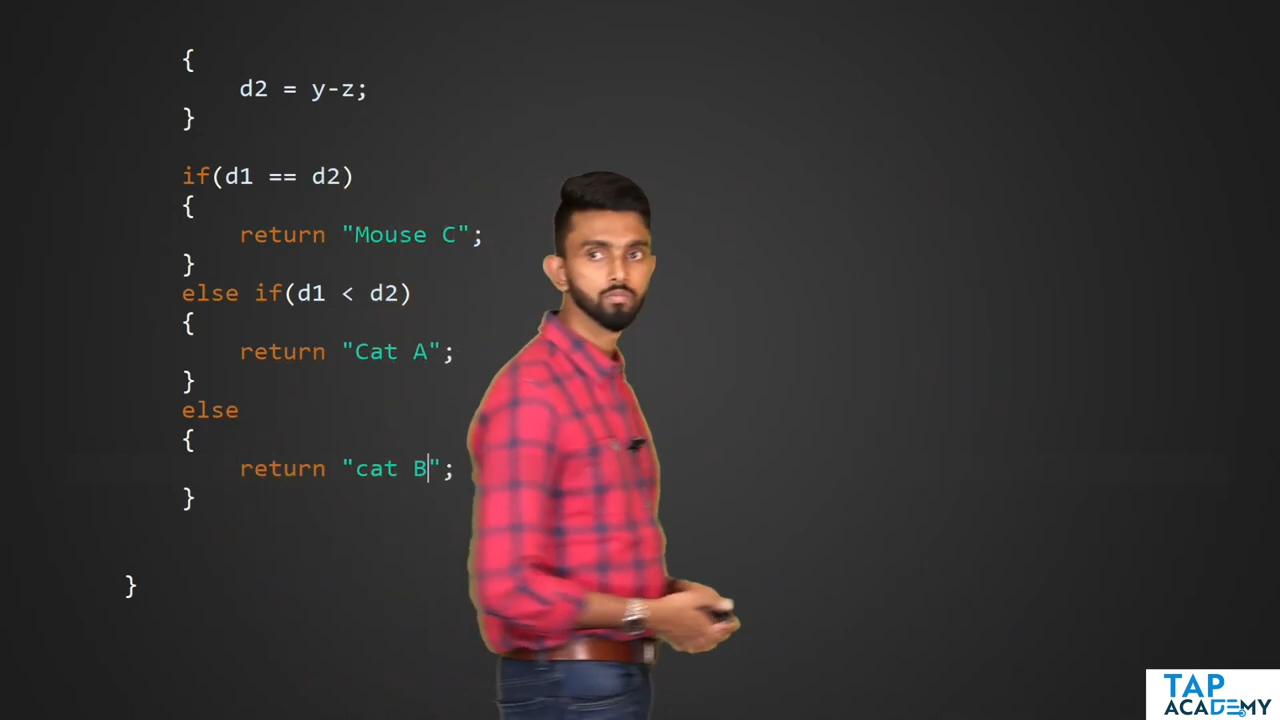 {
d2 = y-z;
}
if(d1 == d2)
{
return "Mouse C";
}
else if(d1 < d2)
{
return "Cat A";
}
else
{
return "cat B";
}
}
TAP
ACADEMY